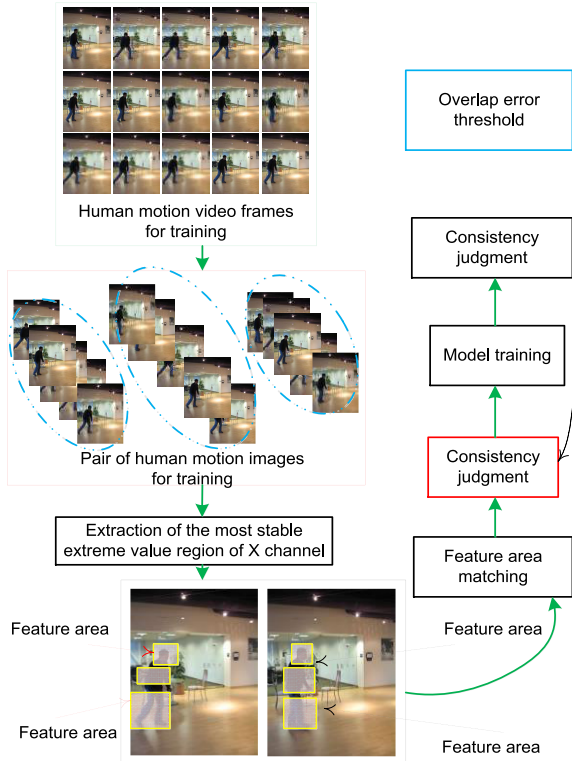 Human motion video frames
for training
Pair of human motion images
for training
Extraction of the most stable
extreme value region of X channel
Feature area
Feature area
Feature area
Feature area
Feature area
matching
Consistency
judgment
Model training
Consistency
judgment
Overlap error
threshold